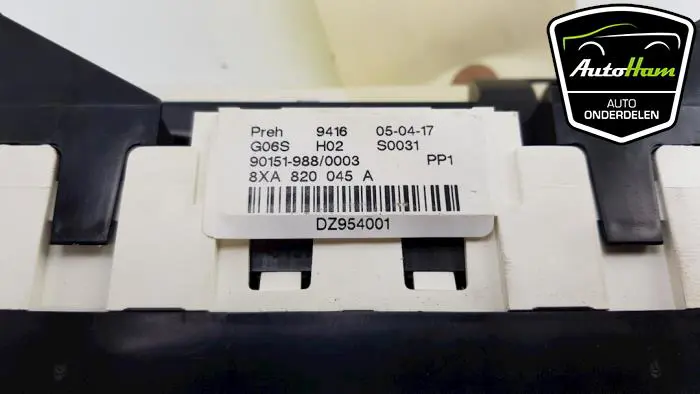 AutoHam
AUTO
ONDERDELEN
Preh 9416 05-04-17
G06S H02 S0031
90151-988/0003 PP1
8XA 820 045 A
DZ954001